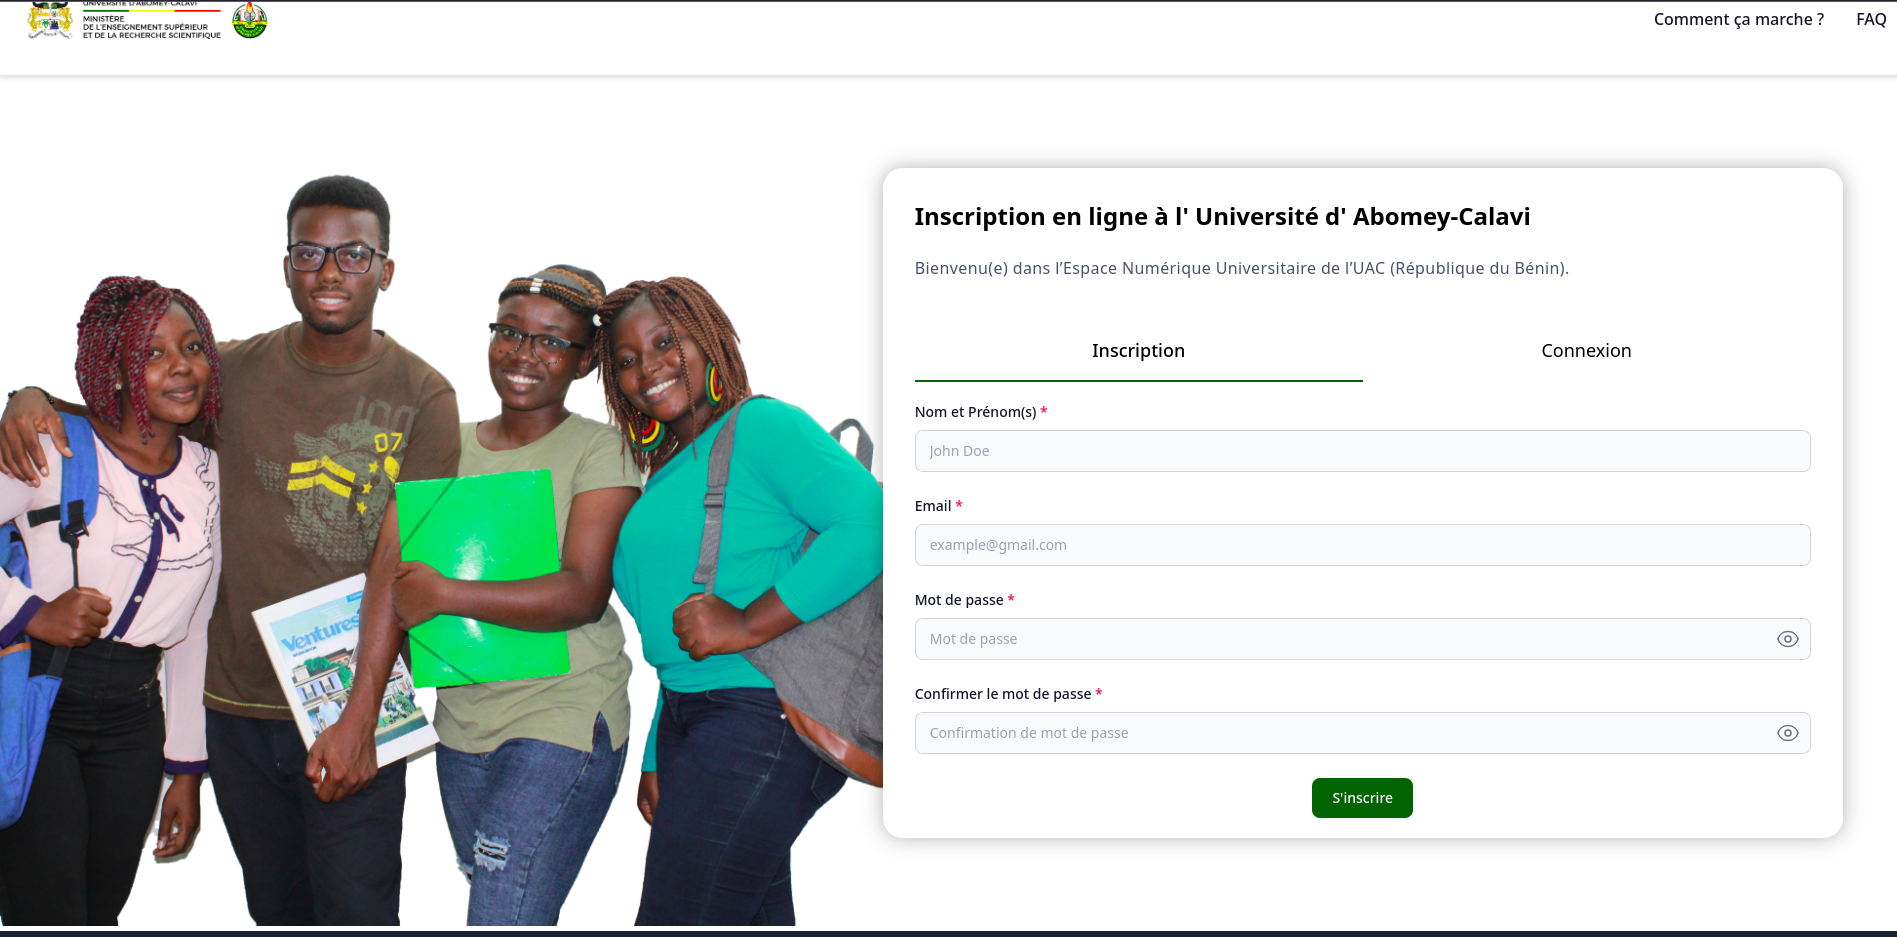 UNIVERSITÉ D'ABOMEY-CALAVI
MINISTÈRE
DE L'ENSEIGNEMENT SUPÉRIEUR
ET DE LA RECHERCHE SCIENTIFIQUE
Comment ça marche ?
FAQ
Inscription en ligne à l' Université d' Abomey-Calavi
Bienvenu(e) dans l’Espace Numérique Universitaire de l’UAC (République du Bénin).
Inscription
Connexion
Nom et Prénom(s) *
John Doe
Email *
example@gmail.com
Mot de passe *
Mot de passe
Confirmer le mot de passe *
Confirmation de mot de passe
S'inscrire
07
Ventures